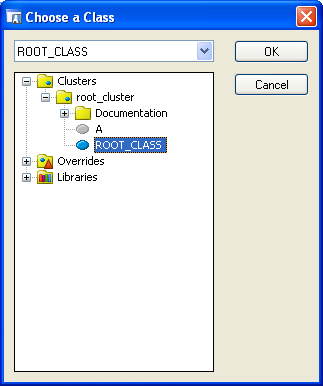 Choose a Class
ROOT_CLASS
OK
Cancel
Clusters
root_cluster
Documentation
A
ROOT_CLASS
Overrides
Libraries